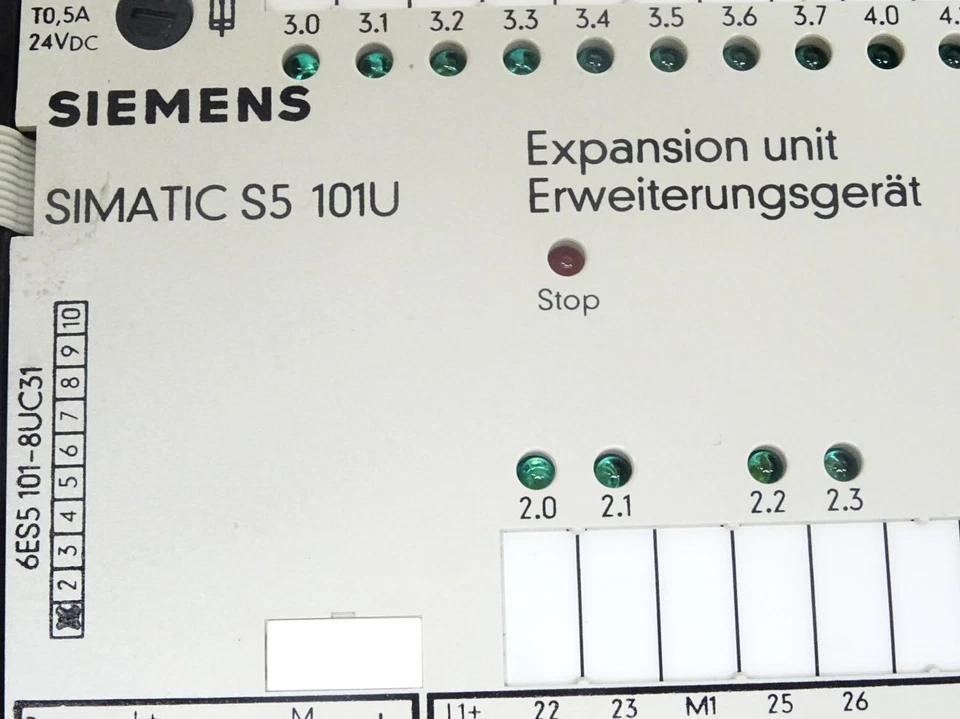 T0,5A
24VDC
3.0 3.1 3.2 3.3 3.4 3.5 3.6 3.7 4.0
SIEMENS
SIMATIC S5 101U
Expansion unit
Erweiterungsgerät
Stop
6ES5 101-8UC31
2 3 4 5 6 7 8 9 10
2.0 2.1 2.2 2.3
L1+ 22 23 M1 25 26